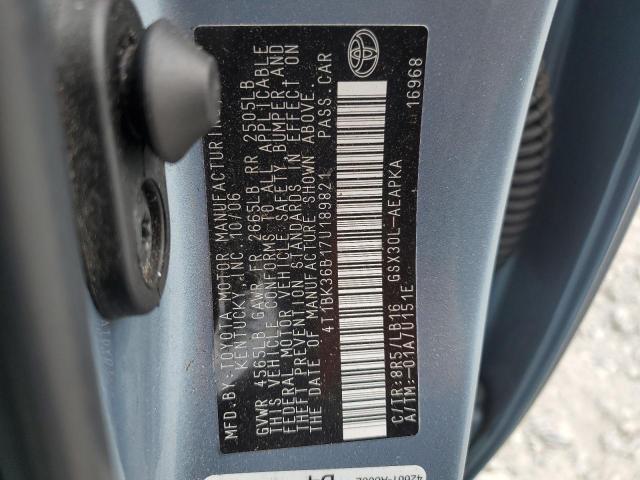 MFD. BY: TOYOTA MOTOR MANUFACTURING
KENTUCKY, INC. 10/06
GVWR 4565LB GAWR FR 2665LB RR 2505LB
THIS VEHICLE CONFORMS TO ALL APPLICABLE
FEDERAL MOTOR VEHICLE SAFETY, BUMPER AND
THEFT PREVENTION STANDARDS IN EFFECT ON
THE DATE OF MANUFACTURE SHOWN ABOVE.
4T1BK36B17U189821 PASS. CAR
C/TR: 8R5/LB16 GSX30L-AEAPKA
A/TM: -01A/U151E 16968